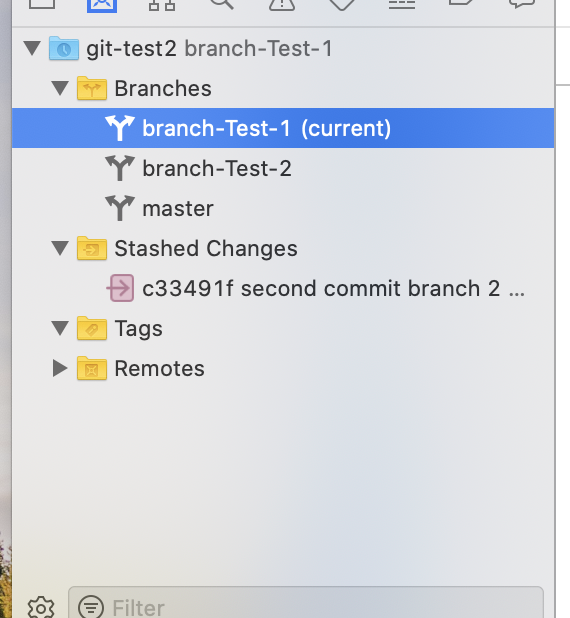 git-test2 branch-Test-1
Branches
branch-Test-1 (current)
branch-Test-2
master
Stashed Changes
c33491f second commit branch 2 ...
Tags
Remotes
Filter